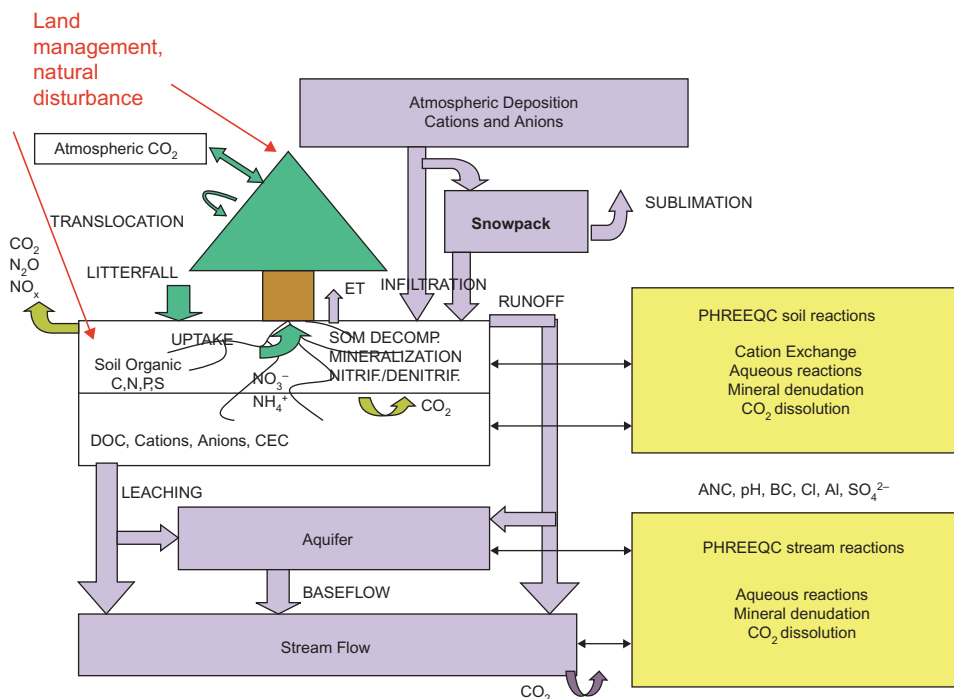 Land
management,
natural
disturbance
Atmospheric Deposition
Cations and Anions
Atmospheric CO₂
TRANSLOCATION
Snowpack
SUBLIMATION
CO₂
N₂O
NOₓ
LITTERFALL
ET
INFILTRATION
RUNOFF
UPTAKE
SOM DECOMP.
MINERALIZATION
NITRIF./DENITRIF.
Soil Organic
C,N,P,S
NO₃⁻
NH₄⁺
CO₂
DOC, Cations, Anions, CEC
PHREEQC soil reactions
Cation Exchange
Aqueous reactions
Mineral denudation
CO₂ dissolution
LEACHING
ANC, pH, BC, Cl, Al, SO₄²⁻
Aquifer
PHREEQC stream reactions
BASEFLOW
Aqueous reactions
Mineral denudation
CO₂ dissolution
Stream Flow
CO₂